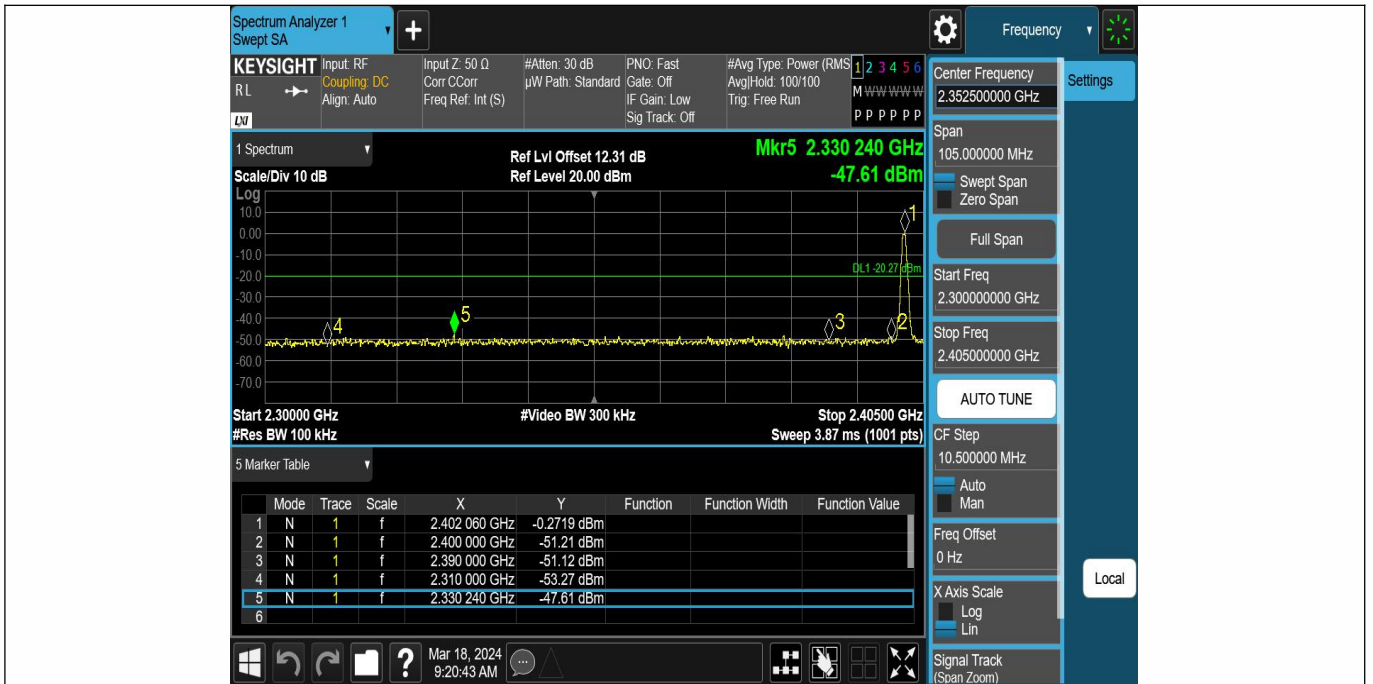 Spectrum Analyzer 1
Swept SA
+
Frequency
KEYSIGHT
RL
LXI
Input: RF
Coupling: DC
Align: Auto
Input Z: 50 Ω
Corr CCorr
Freq Ref: Int (S)
#Atten: 30 dB
µW Path: Standard
PNO: Fast
Gate: Off
IF Gain: Low
Sig Track: Off
#Avg Type: Power (RMS
Avg|Hold: 100/100
Trig: Free Run
1 2 3 4 5 6
M W W W W W
P P P P P P
Center Frequency
2.352500000 GHz
Settings
1 Spectrum
Scale/Div 10 dB
Ref Lvl Offset 12.31 dB
Ref Level 20.00 dBm
Mkr5 2.330 240 GHz
-47.61 dBm
Log
10.0
0.00
-10.0
-20.0
-30.0
-40.0
-50.0
-60.0
-70.0
1
DL1 -20.27 dBm
5
4
3
2
Start 2.30000 GHz
#Video BW 300 kHz
Stop 2.40500 GHz
#Res BW 100 kHz
Sweep 3.87 ms (1001 pts)
Span
105.000000 MHz
Swept Span
Zero Span
Full Span
Start Freq
2.300000000 GHz
Stop Freq
2.405000000 GHz
AUTO TUNE
CF Step
10.500000 MHz
Auto
Man
Freq Offset
0 Hz
X Axis Scale
Log
Lin
Signal Track
(Span Zoom)
Local
5 Marker Table
Mode Trace Scale X Y Function Function Width Function Value
1 N 1 f 2.402 060 GHz -0.2719 dBm
2 N 1 f 2.400 000 GHz -51.21 dBm
3 N 1 f 2.390 000 GHz -51.12 dBm
4 N 1 f 2.310 000 GHz -53.27 dBm
5 N 1 f 2.330 240 GHz -47.61 dBm
6
?
Mar 18, 2024
9:20:43 AM